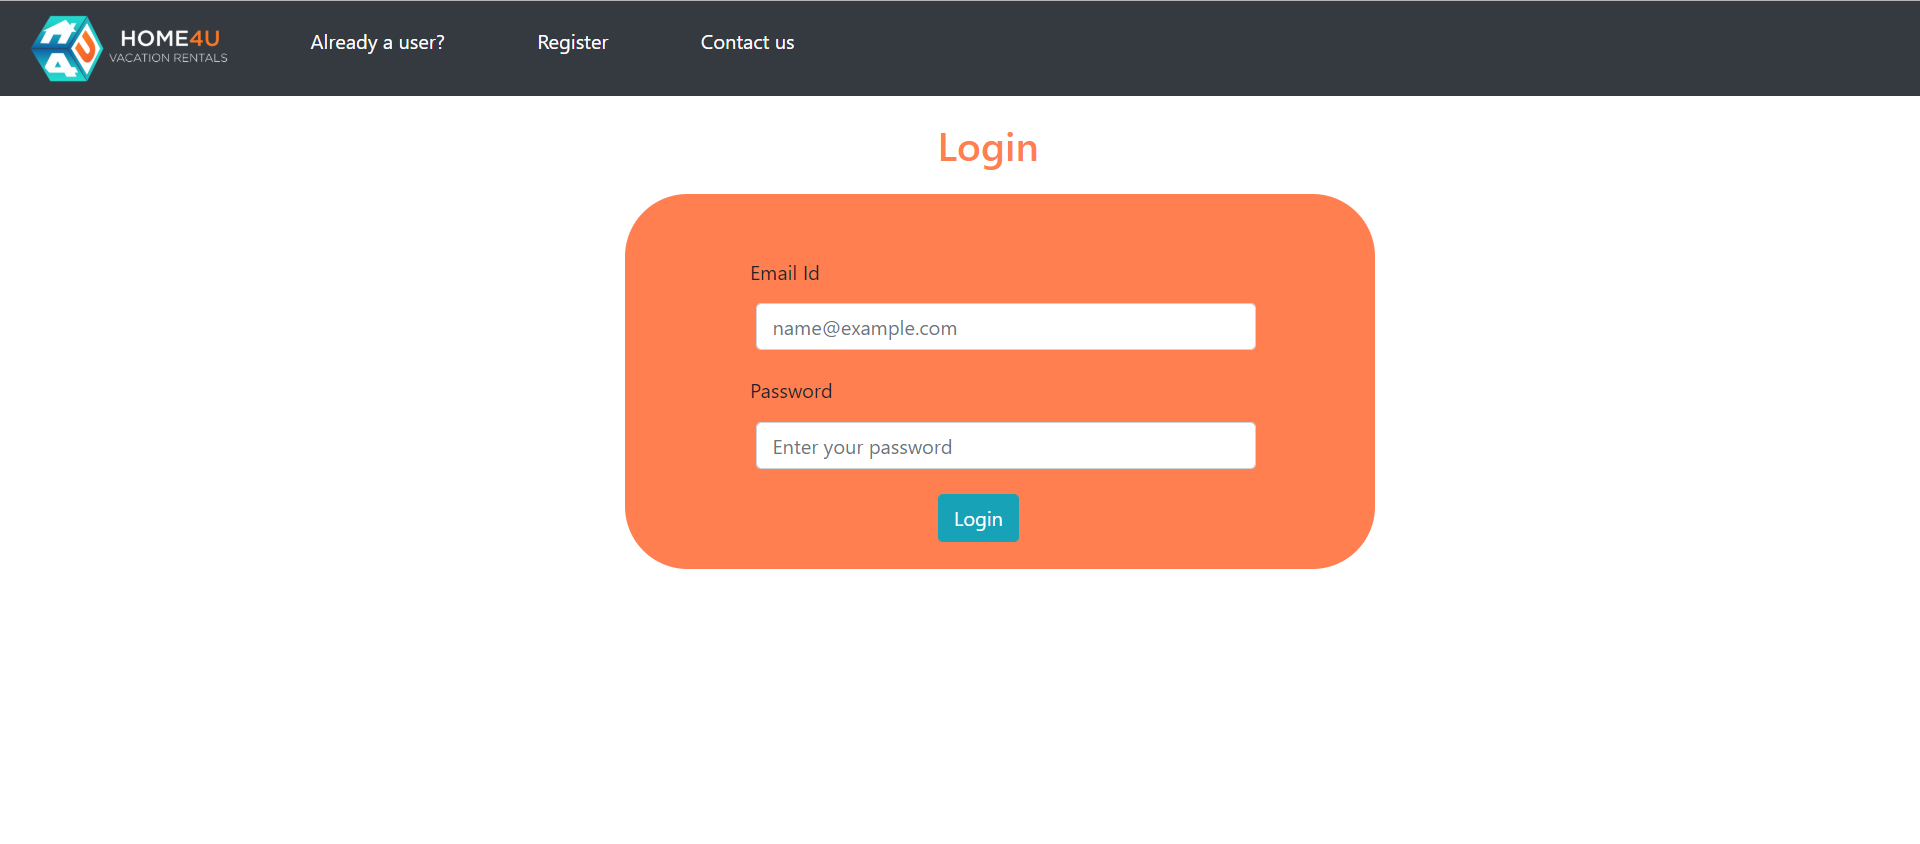 HOME4U
VACATION RENTALS
Already a user?
Register
Contact us
Login
Email Id
name@example.com
Password
Enter your password
Login